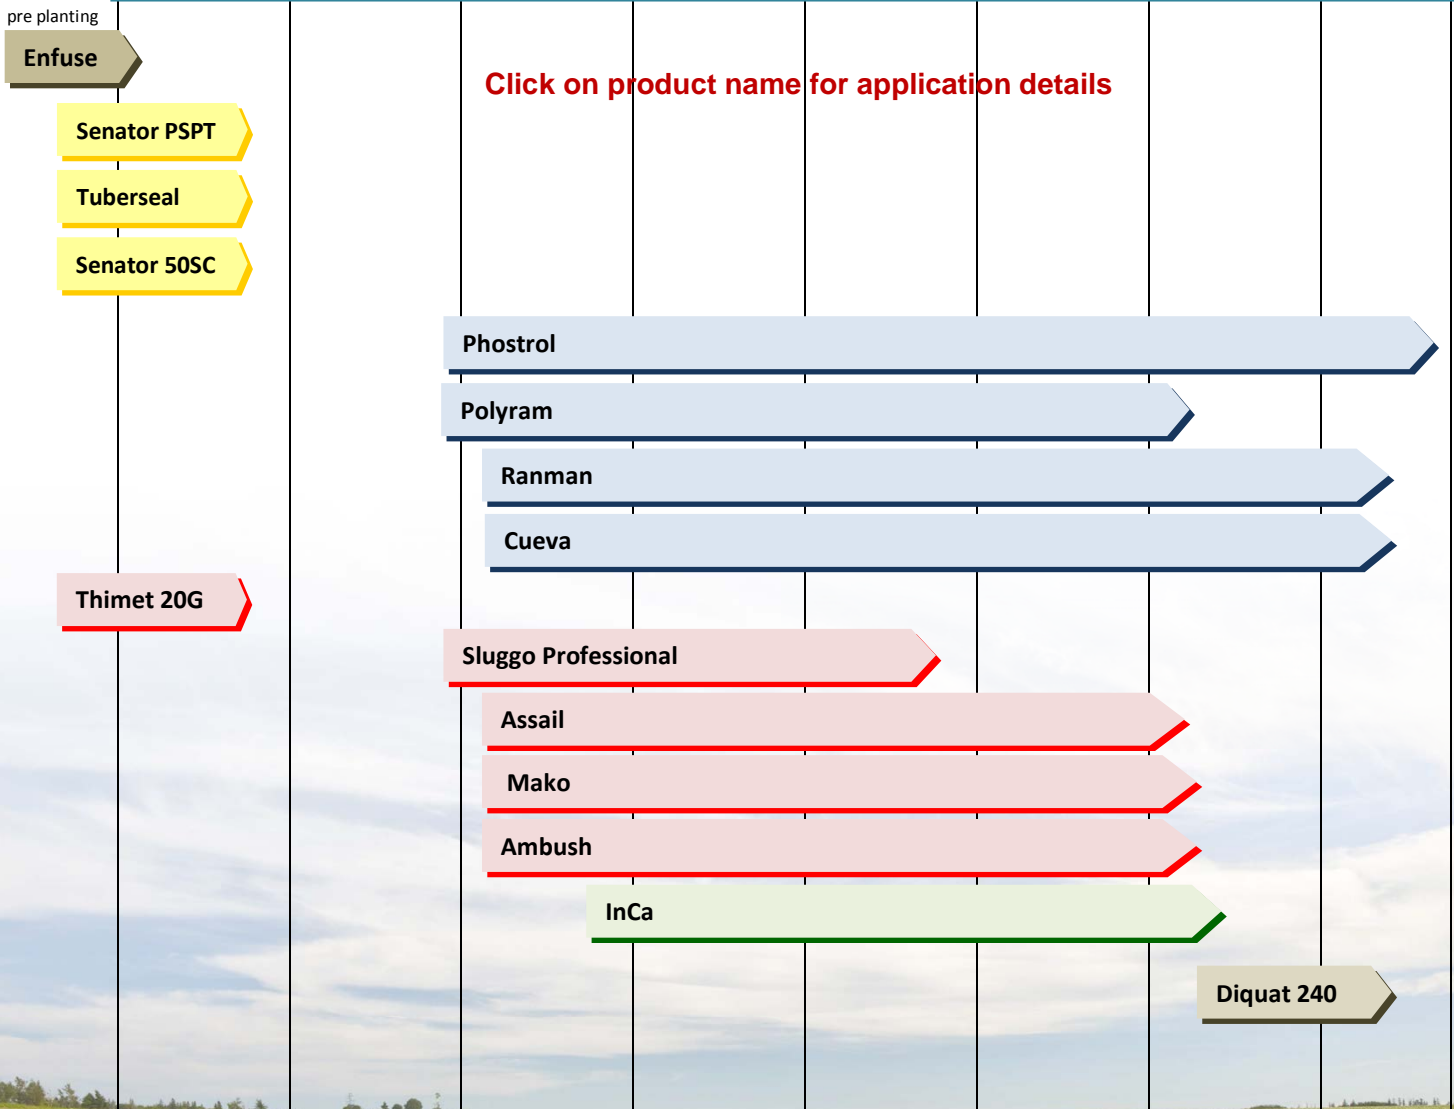 pre planting
Enfuse
Click on product name for application details
Senator PSPT
Tuberseal
Senator 50SC
Phostrol
Polyram
Ranman
Cueva
Thimet 20G
Sluggo Professional
Assail
Mako
Ambush
InCa
Diquat 240